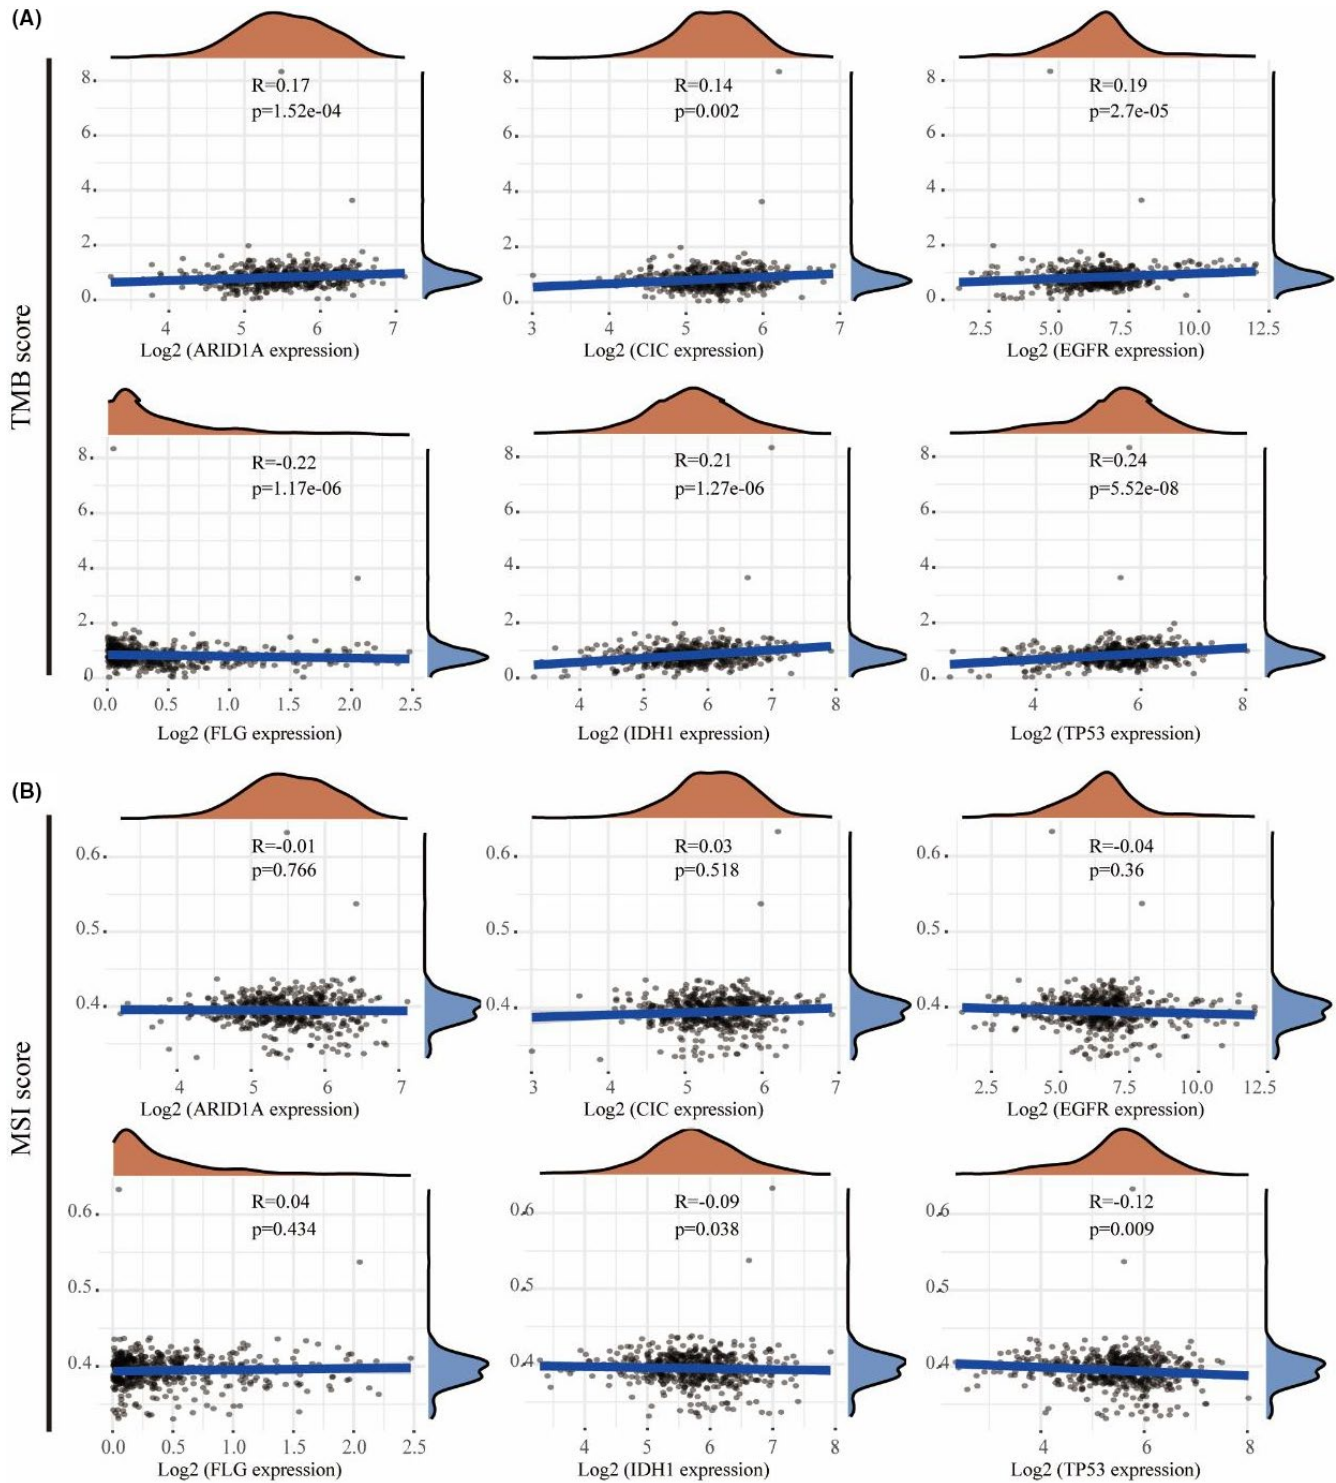 (A)
TMB score
R=0.17
p=1.52e-04
8
6
4
2
0
4 5 6 7
Log2 (ARID1A expression)
R=0.14
p=0.002
8
6
4
2
0
3 4 5 6 7
Log2 (CIC expression)
R=0.19
p=2.7e-05
8
6
4
2
0
2.5 5.0 7.5 10.0 12.5
Log2 (EGFR expression)
R=-0.22
p=1.17e-06
8
6
4
2
0
0.0 0.5 1.0 1.5 2.0 2.5
Log2 (FLG expression)
R=0.21
p=1.27e-06
8
6
4
2
0
4 5 6 7 8
Log2 (IDH1 expression)
R=0.24
p=5.52e-08
8
6
4
2
0
4 6 8
Log2 (TP53 expression)
(B)
MSI score
R=-0.01
p=0.766
0.6
0.5
0.4
4 5 6 7
Log2 (ARID1A expression)
R=0.03
p=0.518
0.6
0.5
0.4
3 4 5 6 7
Log2 (CIC expression)
R=-0.04
p=0.36
0.6
0.5
0.4
2.5 5.0 7.5 10.0 12.5
Log2 (EGFR expression)
R=0.04
p=0.434
0.6
0.5
0.4
0.0 0.5 1.0 1.5 2.0 2.5
Log2 (FLG expression)
R=-0.09
p=0.038
0.6
0.5
0.4
4 5 6 7 8
Log2 (IDH1 expression)
R=-0.12
p=0.009
0.6
0.5
0.4
4 6 8
Log2 (TP53 expression)